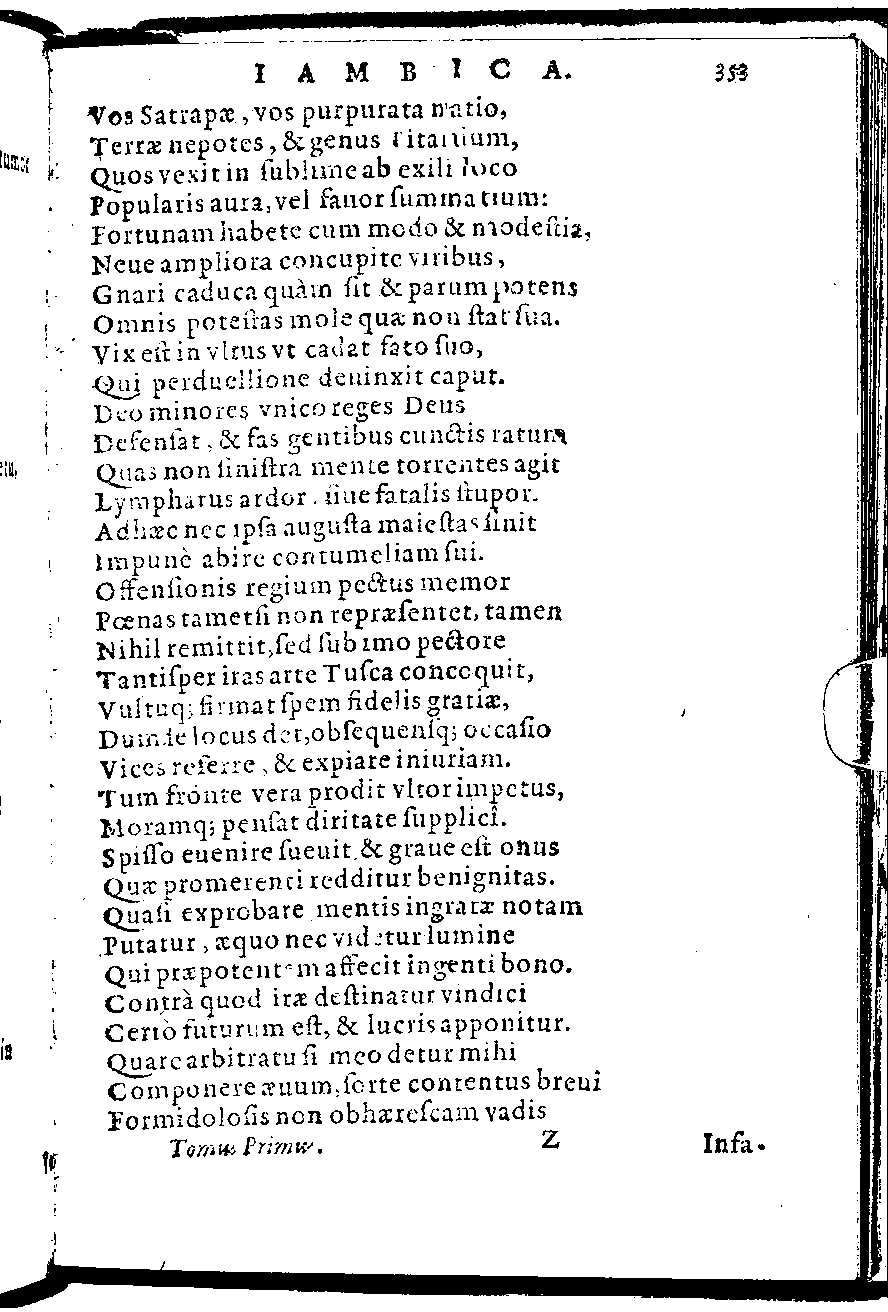 IAMBICA. 353
Vos Satrapæ, vos purpurata natio,
Terræ nepotes, & genus Titanium,
Quos vexit in ſublime ab exili loco
Popularis aura, vel fauor ſummatium:
Fortunam habete cum modo & modeſtia,
Neue ampliora concupite viribus,
Gnari caduca quàm ſit & parum potens
Omnis poteſtas mole quæ non ſtat ſua.
Vix eſt inultus vt cadat fato ſuo,
Qui perduellione deuinxit caput.
Deo minores vnico reges Deus
Defenſat, & fas gentibus cunctis ratum
Quas non ſiniſtra mente torrentes agit
Lymphatus ardor, ſiue fatalis ſtupor.
Ad hæc nec ipſa auguſta maieſtas ſinit
Impunè abire contumeliam ſui.
Offenſionis regium pectus memor
Pœnas tametſi non repræſentet, tamen
Nihil remittit, ſed ſub imo pectore
Tantiſper iras arte Tuſca concoquit,
Vultuq; firmat ſpem fidelis gratiæ,
Dum ſe locus det, obſequenſq; occaſio
Vices referre, & expiare iniuriam.
Tum fronte vera prodit vltor impetus,
Moramq; penſat diritate ſupplicî.
Spiſſo euenire ſueuit, & graue eſt onus
Quæ promerenti redditur benignitas.
Quaſi exprobare mentis ingratæ notam
Putatur, æquo nec videtur lumine
Qui præpotentem affecit ingenti bono.
Contrà quod iræ deſtinatur vindici
Certò futurum eſt, & lucris apponitur.
Quare arbitratu ſi meo detur mihi
Componere æuum, ſorte contentus breui
Formidoloſis non obhæreſcam vadis
Tomus Primus. Z Infa.